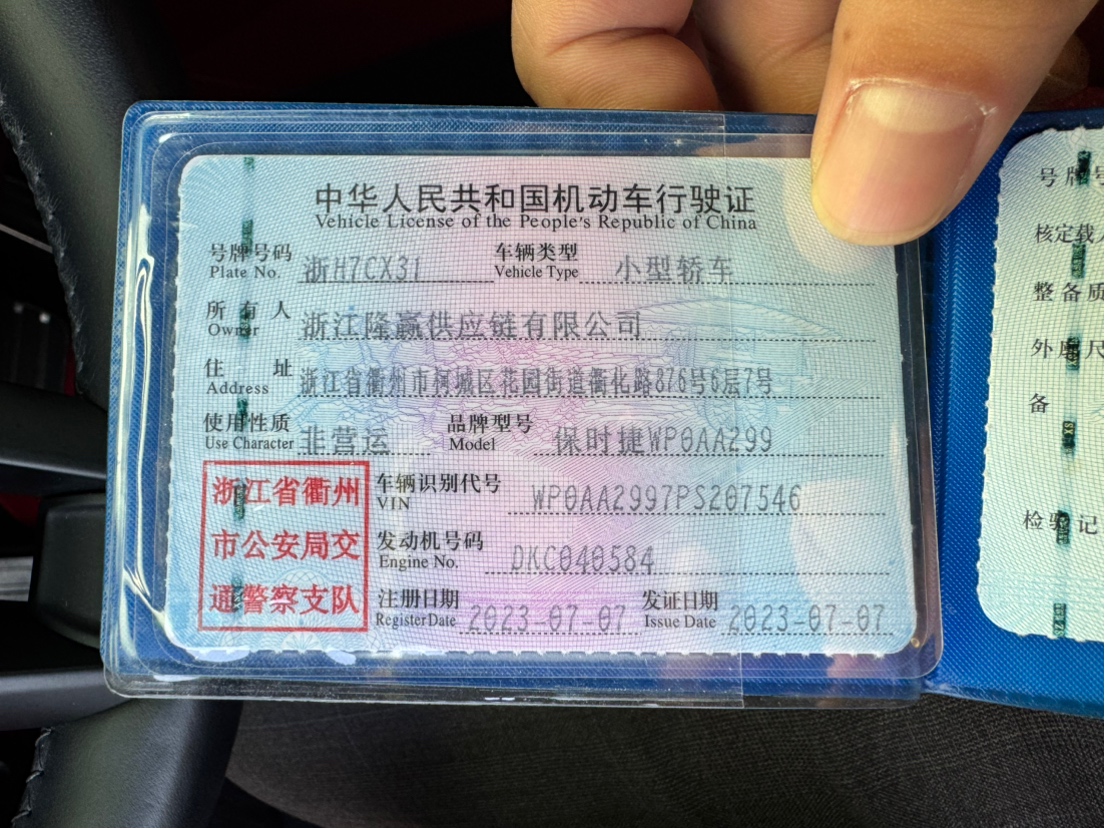 中华人民共和国机动车行驶证
Vehicle License of the People's Republic of China
号牌号码 浙H7CX31 车辆类型 小型轿车
Plate No. Vehicle Type
所有人 浙江隆赢供应链有限公司
Owner
住址 浙江省衢州市柯城区花园街道衢化路876号6层7号
Address
使用性质 非营运 品牌型号 保时捷WP0AA299
Use Character Model
浙江省衢州
市公安局交
通警察支队
车辆识别代号 WP0AA2997PS207546
VIN
发动机号码 DKC040584
Engine No.
注册日期 2023-07-07 发证日期 2023-07-07
Register Date Issue Date
号牌号
核定载人
整备质
外廓尺
备
检验记